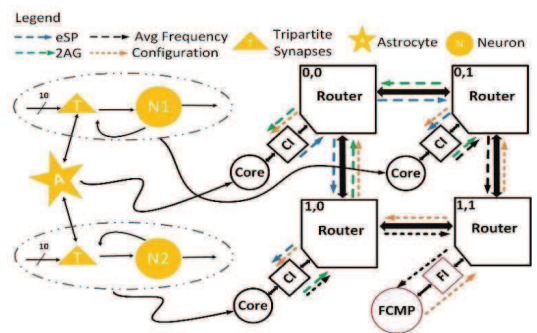 Legend
eSP
Avg Frequency
Tripartite
Synapses
A
Astrocyte
N
Neuron
2AG
Configuration
T
0,0
Router
0,1
Router
10
T
N1
CI
CI
Core
Core
A
1,0
Router
1,1
Router
10
T
N2
CI
FI
Core
FCMP